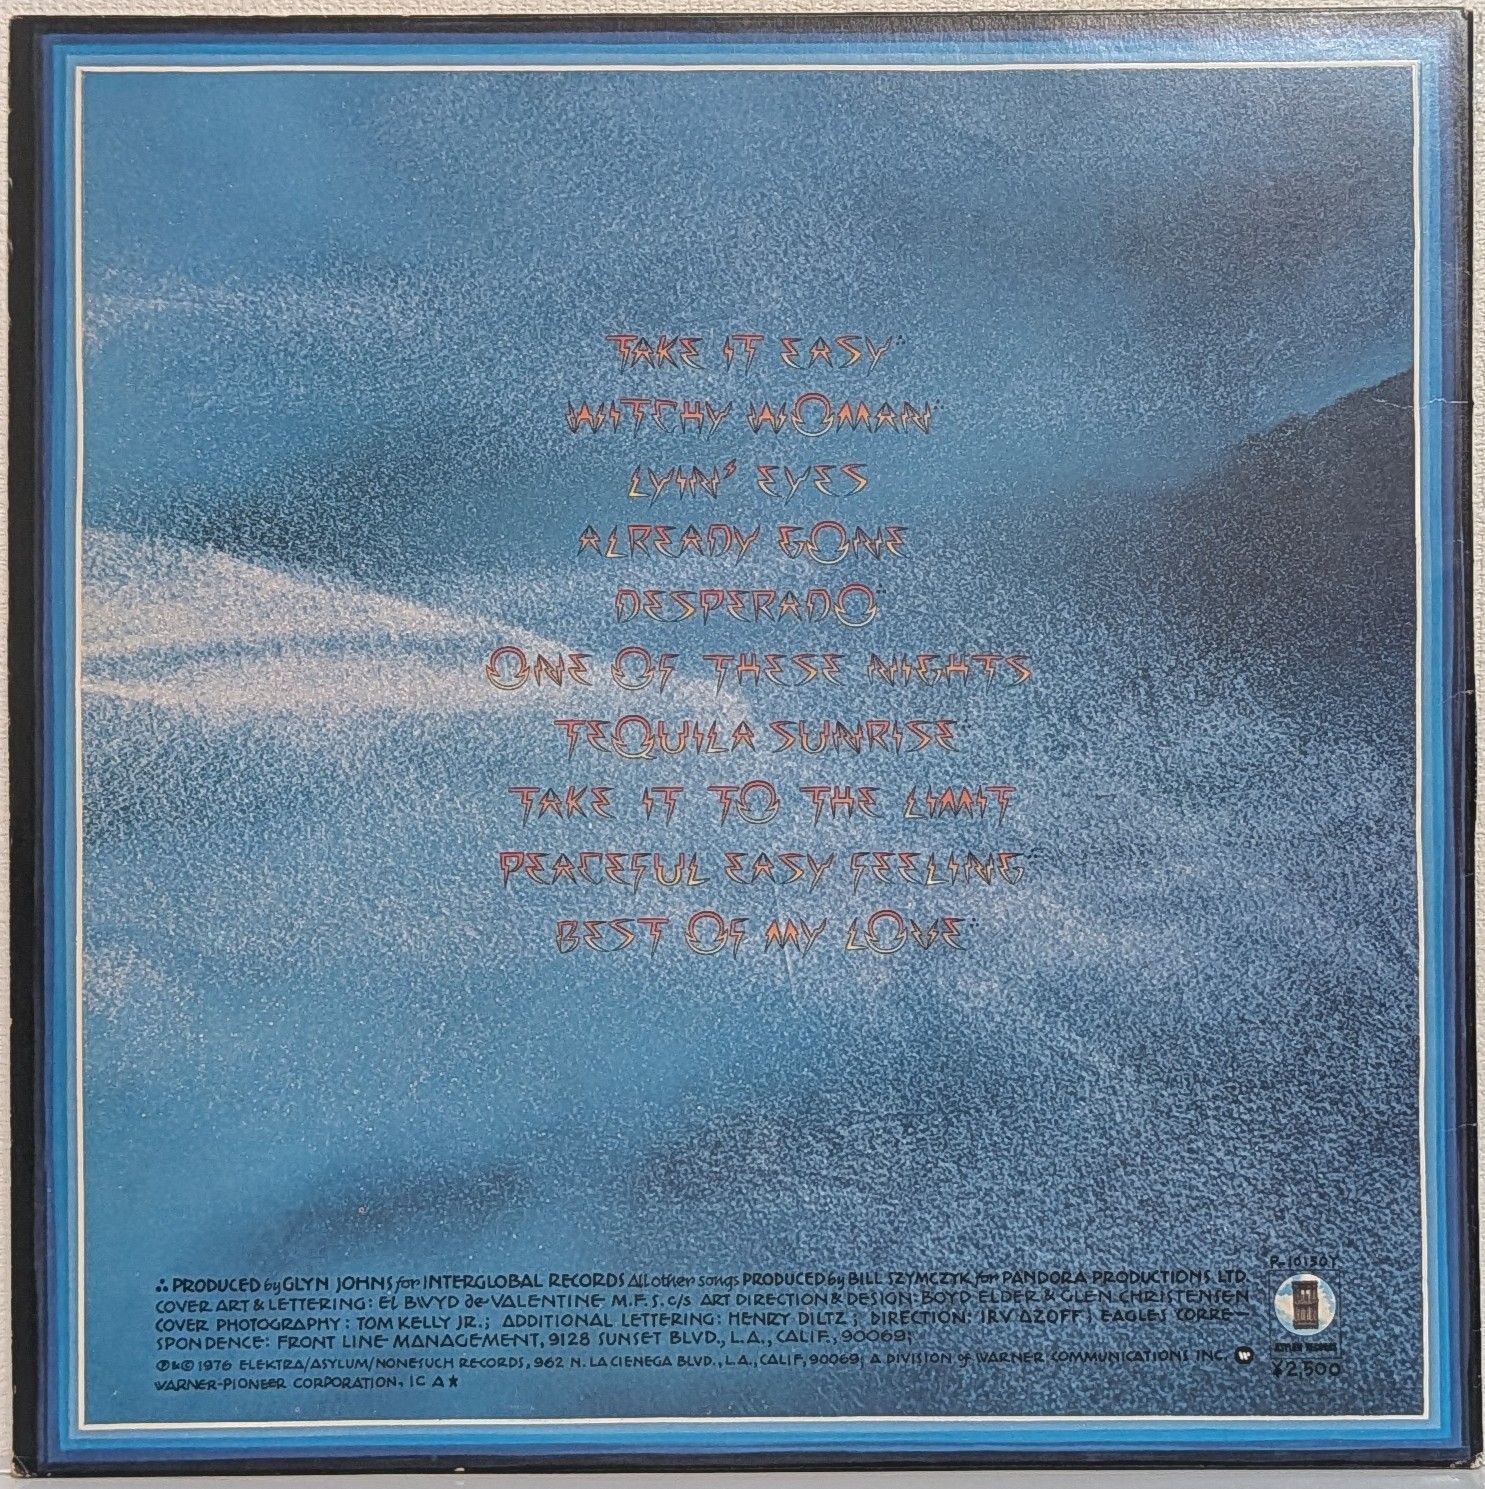 TAKE IT EASY∴
WITCHY WOMAN∴
LYIN' EYES
ALREADY GONE
DESPERADO∴
ONE OF THESE NIGHTS
TEQUILA SUNRISE∴
TAKE IT TO THE LIMIT
PEACEFUL EASY FEELING∴
BEST OF MY LOVE∴
P-10130Y
∴ PRODUCED by GLYN JOHNS for INTERGLOBAL RECORDS All other songs PRODUCED by BILL SZYMCZYK for PANDORA PRODUCTIONS LTD.
COVER ART & LETTERING: El BWYD de VALENTINE M.F.S. c/s ART DIRECTION & DESIGN: BOYD ELDER & GLEN CHRISTENSEN
COVER PHOTOGRAPHY: TOM KELLY JR.; ADDITIONAL LETTERING: HENRY DILTZ; DIRECTION: IRV AZOFF; EAGLES CORRE-
SPONDENCE: FRONT LINE MANAGEMENT, 9128 SUNSET BLVD., L.A., CALIF., 90069;
ASYLUM RECORDS
℗&© 1976 ELEKTRA/ASYLUM/NONESUCH RECORDS, 962 N. LA CIENEGA BLVD., L.A., CALIF, 90069; A DIVISION of WARNER COMMUNICATIONS INC.
¥2,500
WARNER-PIONEER CORPORATION, IC A★